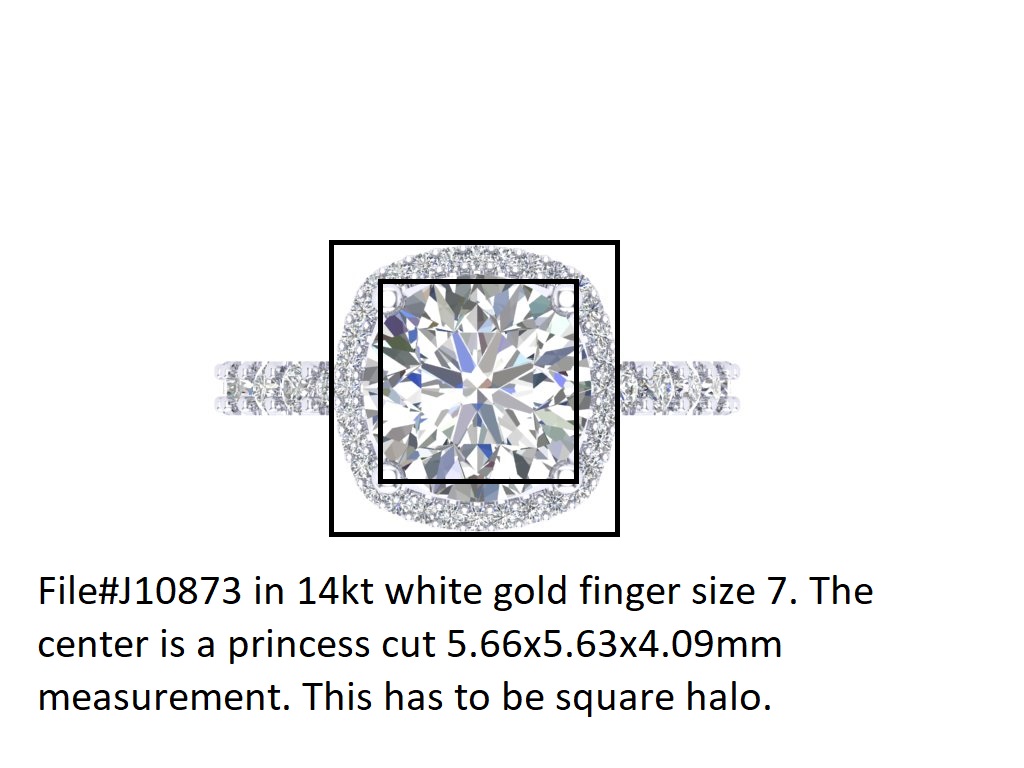 File#J10873 in 14kt white gold finger size 7. The
center is a princess cut 5.66x5.63x4.09mm
measurement. This has to be square halo.